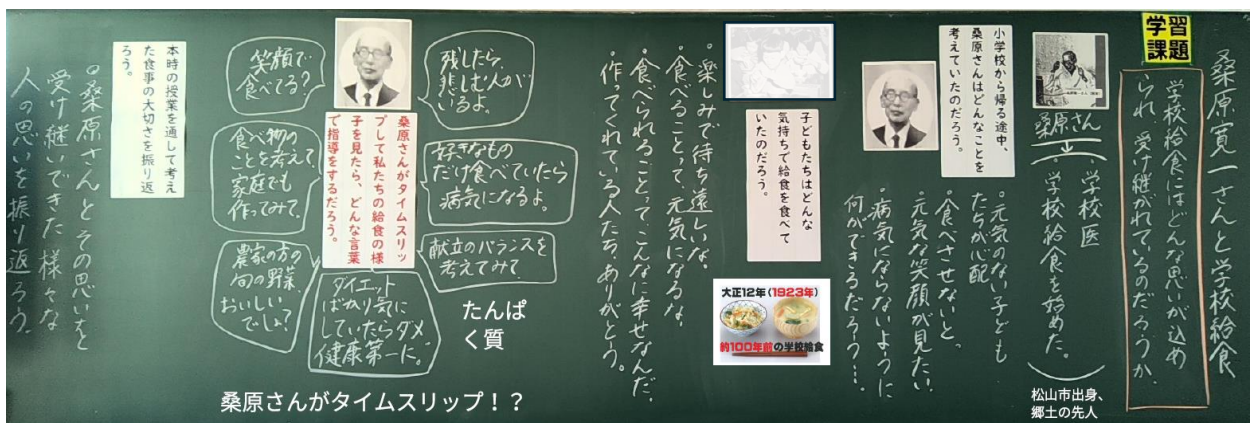 桑原寛一さんと学校給食
学習
課題
学校給食にはどんな思いが込め
られ、受け継がれているのだろうか。
桑原さん
・学校医
・学校給食を始めた。
松山市出身、
郷土の先人
小学校から帰る途中、
桑原さんはどんなことを
考えていたのだろう。
・元気のない子ども
たちが心配
・食べさせないと。
・元気な笑顔が見たい。
・病気にならないように
何ができるだろう…。
子どもたちはどんな
気持ちで給食を食べて
いたのだろう。
大正12年(1923年)
約100年前の学校給食
・楽しみで待ち遠しいな。
・食べることって、元気になるな。
・食べられることってこんなに幸せなんだ。
・作ってくれている人たち、ありがとう。
残したら、
悲しむ人が
いるよ。
好きなもの
だけ食べていたら
病気になるよ。
献立のバランスを
考えてみて。
たんぱ
く質
桑原さんがタイムスリッ
プして私たちの給食の様
子を見たら、どんな言葉
で指導をするだろう。
ダイエット
ばかり気に
していたらダメ。
健康第一に。
笑顔で
食べてる?
食べ物の
ことを考えて
家庭でも
作ってみて。
農家の方の
旬の野菜、
おいしい
でしょ?
桑原さんがタイムスリップ!?
本時の授業を通して考え
た食事の大切さを振り返
ろう。
・桑原さんとその思いを
受け継いできた様々な
人の思いを振り返ろう。